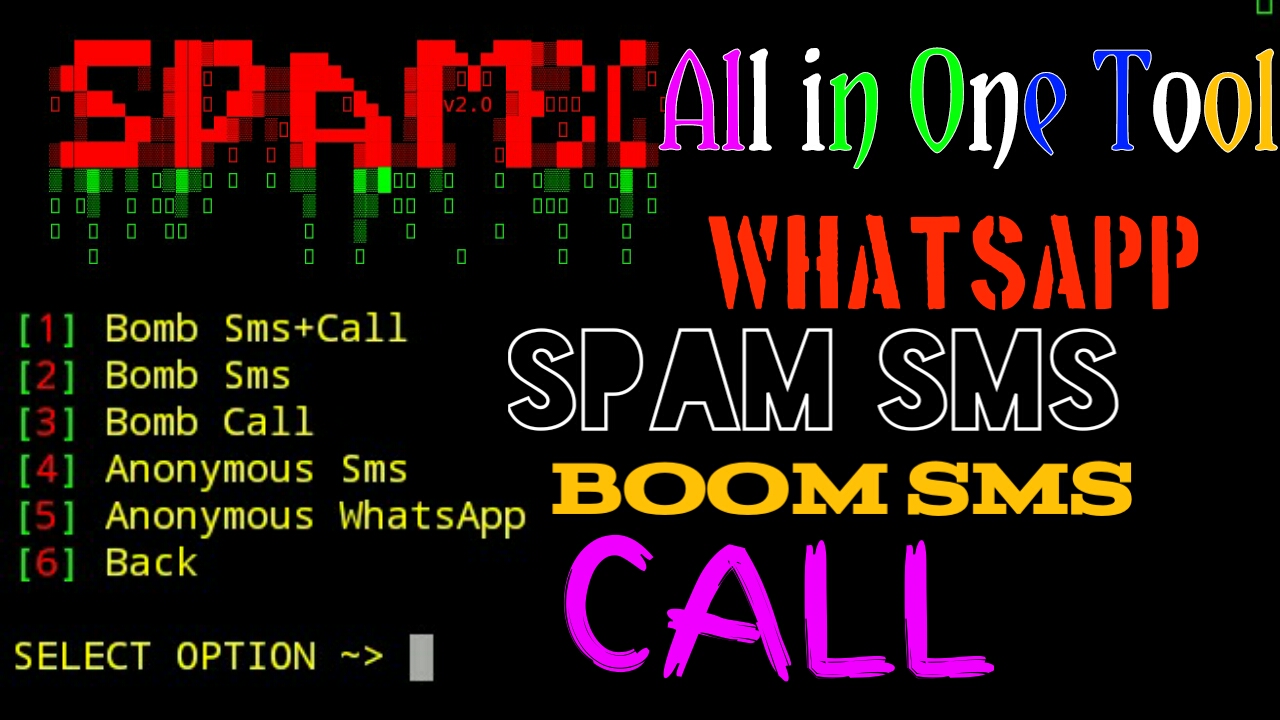 v2.0
All in One Tool
WHATSAPP
SPAM SMS
BOOM SMS
CALL
[1] Bomb Sms+Call
[2] Bomb Sms
[3] Bomb Call
[4] Anonymous Sms
[5] Anonymous WhatsApp
[6] Back
SELECT OPTION ~>